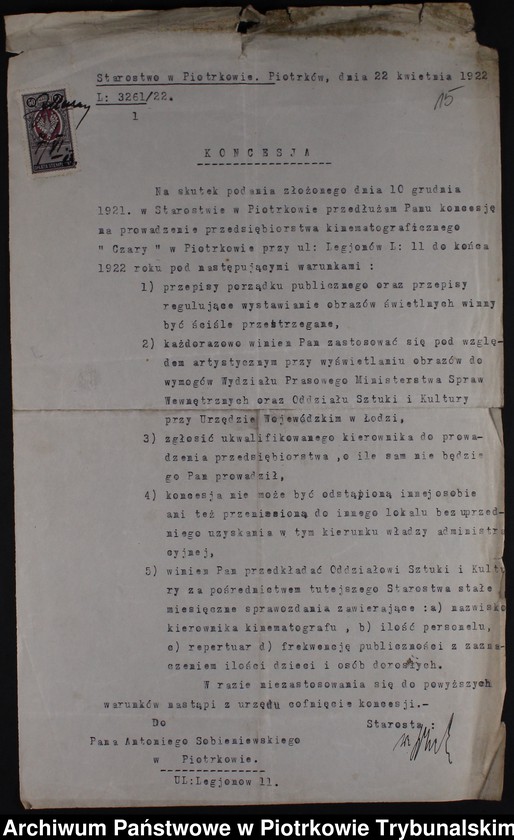 Starostwo w Piotrkowie. Piotrków, dnia 22 kwietnia 1922
L: 3261/22.
1
15
KONCESJA
Na skutek podania złożonego dnia 10 grudnia
1921. w Starostwie w Piotrkowie przedłużam Panu koncesję
na prowadzenie przedsiębiorstwa kinematograficznego
" Czary " w Piotrkowie przy ul: Legjonów L: 11 do końca
1922 roku pod następującymi warunkami :
1) przepisy porządku publicznego oraz przepisy
regulujące wystawianie obrazów świetlnych winny
być ściśle przestrzegane,
2) każdorazowo winien Pan zastosować się pod wzglę-
dem artystycznym przy wyświetlaniu obrazów do
wymogów Wydziału Prasowego Ministerstwa Spraw
Wewnętrznych oraz Oddziału Sztuki i Kultury
przy Urzędzie Wojewódzkim w Łodzi,
3) zgłosić ukwalifikowanego kierownika do prowa-
dzenia przedsiębiorstwa ,o ile sam nie będzie
go Pan prowadził,
4) koncesja nie może być odstąpioną innej osobie
ani też przeniesioną do innego lokalu bez uprzed-
niego uzyskania w tym kierunku władzy administra
cyjnej,
5) winien Pan przedkładać Oddziałowi Sztuki i Kultu
ry za pośrednictwem tutejszego Starostwa stałe
miesięczne sprawozdania zawierające :a) nazwisko
kierownika kinematografu , b) ilość personelu,
c) repertuar d) frekwencję publiczności z zazna-
czeniem ilości dzieci i osób dorosłych.
W razie niezastosowania się do powyższych
warunków nastąpi z urzędu cofnięcie koncesji.-
Do
Starosta :
Pana Antoniego Sobieniewskiego
w Piotrkowie.
UL:Legjonow 11.
Archiwum Państwowe w Piotrkowie Trybunalskim